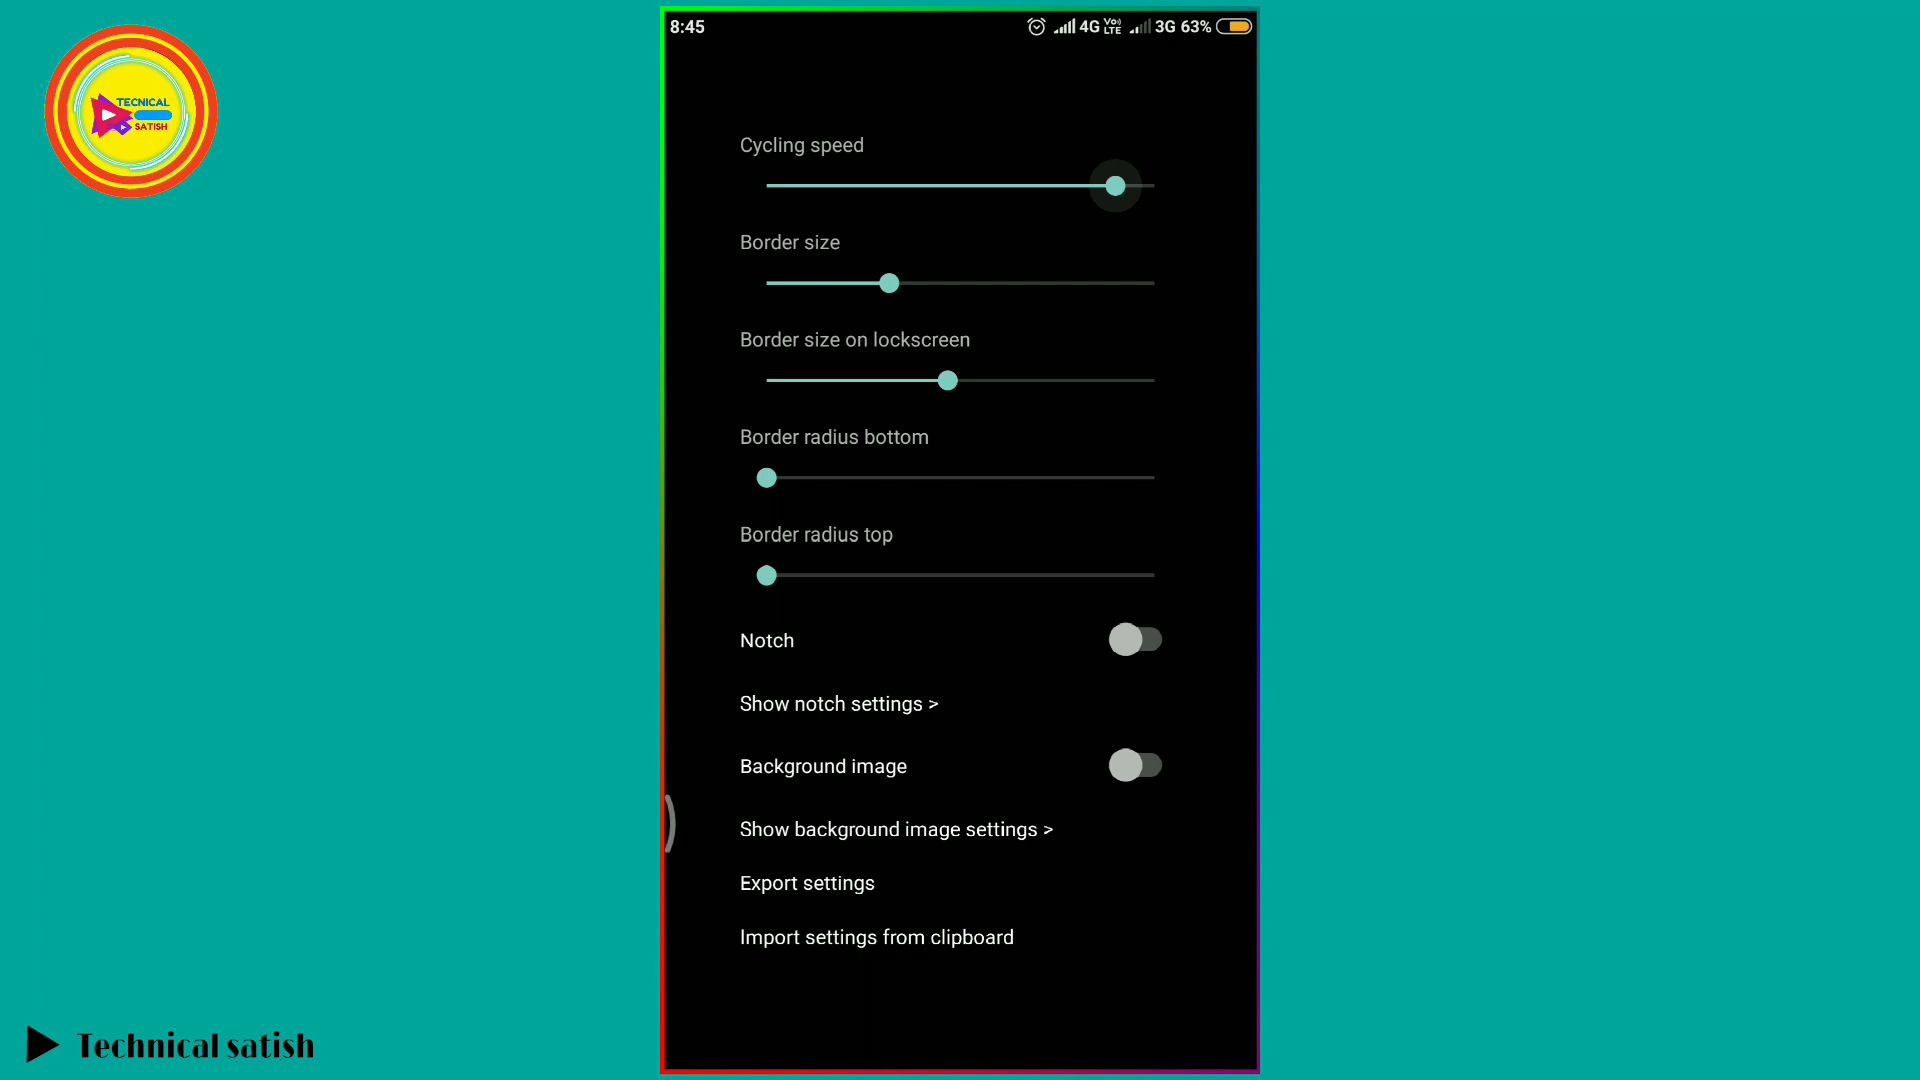 TECNICAL
SATISH
8:45
4G Vo)) LTE 3G 63%
Cycling speed
Border size
Border size on lockscreen
Border radius bottom
Border radius top
Notch
Show notch settings >
Background image
Show background image settings >
Export settings
Import settings from clipboard
Technical satish